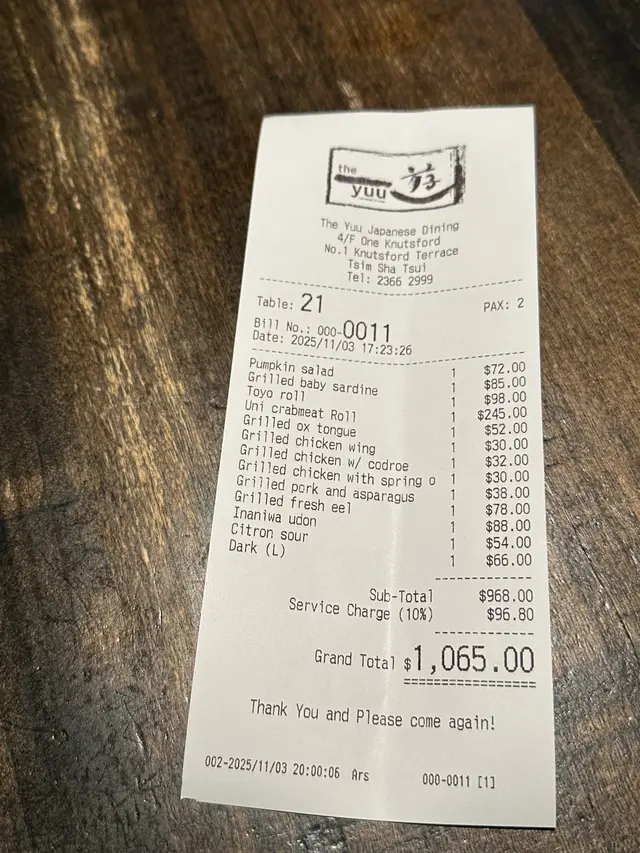 the
yuu 游
The Yuu Japanese Dining
4/F One Knutsford
No.1 Knutsford Terrace
Tsim Sha Tsui
Tel: 2366 2999
Table: 21 PAX: 2
Bill No.: 000-0011
Date: 2025/11/03 17:23:26
Pumpkin salad 1 $72.00
Grilled baby sardine 1 $85.00
Toyo roll 1 $98.00
Uni crabmeat Roll 1 $245.00
Grilled ox tongue 1 $52.00
Grilled chicken wing 1 $30.00
Grilled chicken w/ codroe 1 $32.00
Grilled chicken with spring o 1 $30.00
Grilled pork and asparagus 1 $38.00
Grilled fresh eel 1 $78.00
Inaniwa udon 1 $88.00
Citron sour 1 $54.00
Dark (L) 1 $66.00
Sub-Total $968.00
Service Charge (10%) $96.80
Grand Total $1,065.00
Thank You and Please come again!
002-2025/11/03 20:00:06 Ars 000-0011 [1]